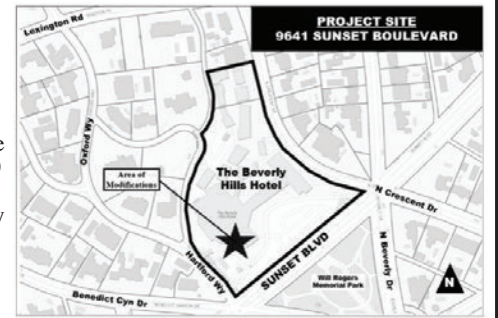 PROJECT SITE
9641 SUNSET BOULEVARD
Lexington Rd
Oxford Wy
Area of
Modifications
The Beverly
Hills Hotel
N Crescent Dr
SUNSET BLVD
N Beverly Dr
Hartford Wy
Will Rogers
Memorial Park
Benedict Cyn Dr
N